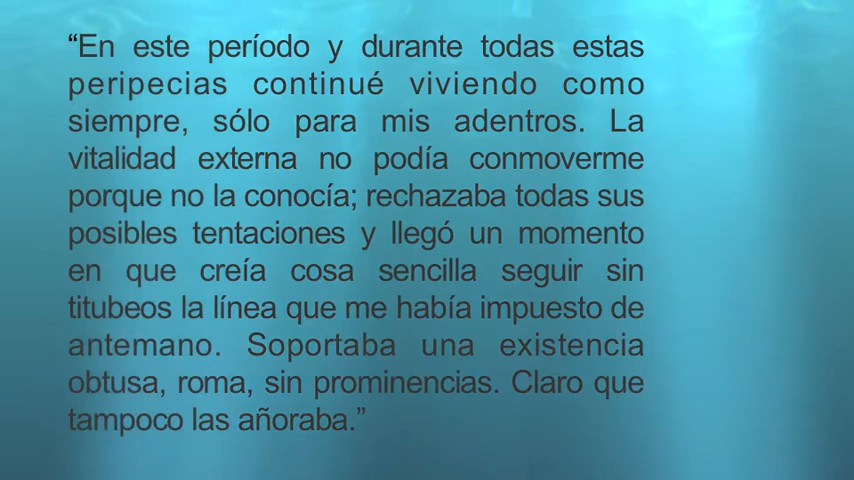 “En este período y durante todas estas
peripecias continué viviendo como
siempre, sólo para mis adentros. La
vitalidad externa no podía conmoverme
porque no la conocía; rechazaba todas sus
posibles tentaciones y llegó un momento
en que creía cosa sencilla seguir sin
titubeos la línea que me había impuesto de
antemano. Soportaba una existencia
obtusa, roma, sin prominencias. Claro que
tampoco las añoraba.”